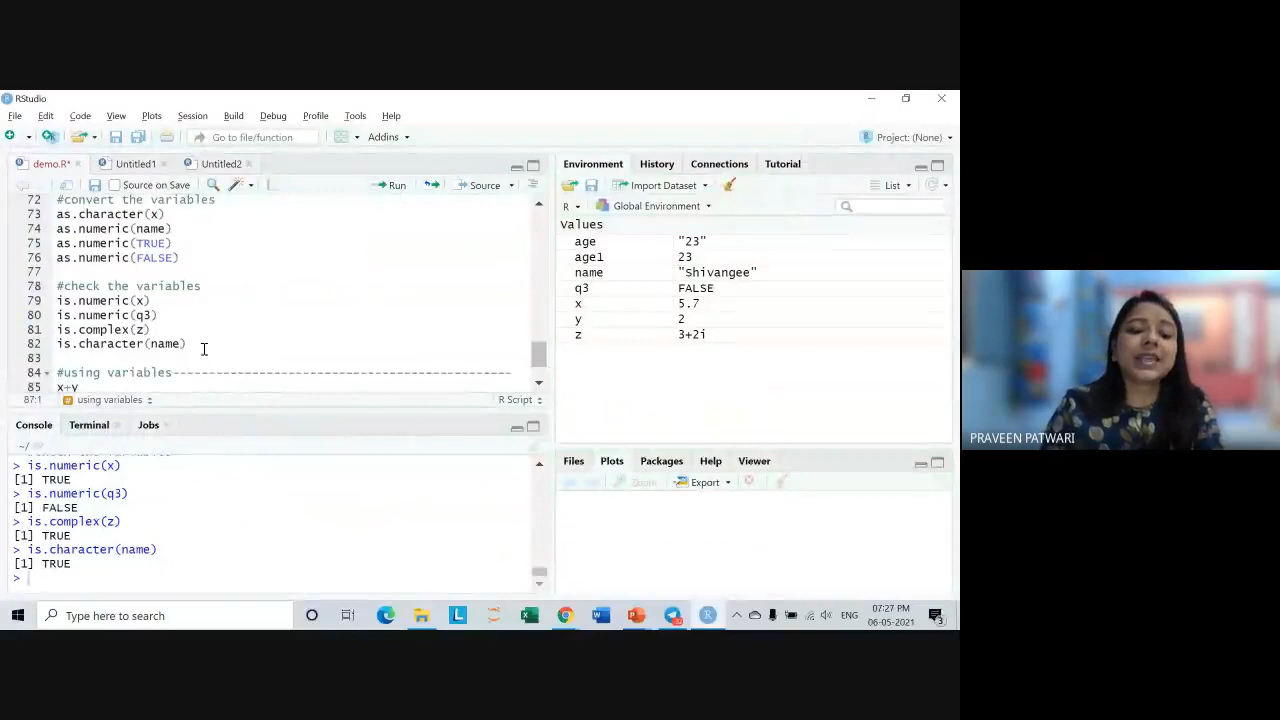 RStudio
File Edit Code View Plots Session Build Debug Profile Tools Help
Go to file/function Addins Project: (None)
demo.R* Untitled1 Untitled2
Source on Save Run Source
72 #convert the variables
73 as.character(x)
74 as.numeric(name)
75 as.numeric(TRUE)
76 as.numeric(FALSE)
77
78 #check the variables
79 is.numeric(x)
80 is.numeric(q3)
81 is.complex(z)
82 is.character(name)
83
84 #using variables--------------------------------------------------
85 x+y
87:1 using variables R Script
Console Terminal Jobs
~/
> is.numeric(x)
[1] TRUE
> is.numeric(q3)
[1] FALSE
> is.complex(z)
[1] TRUE
> is.character(name)
[1] TRUE
>
Environment History Connections Tutorial
Import Dataset List
R Global Environment
Values
age "23"
age1 23
name "Shivangee"
q3 FALSE
x 5.7
y 2
z 3+2i
Files Plots Packages Help Viewer
Zoom Export
PRAVEEN PATWARI
Type here to search
ENG
07:27 PM
06-05-2021